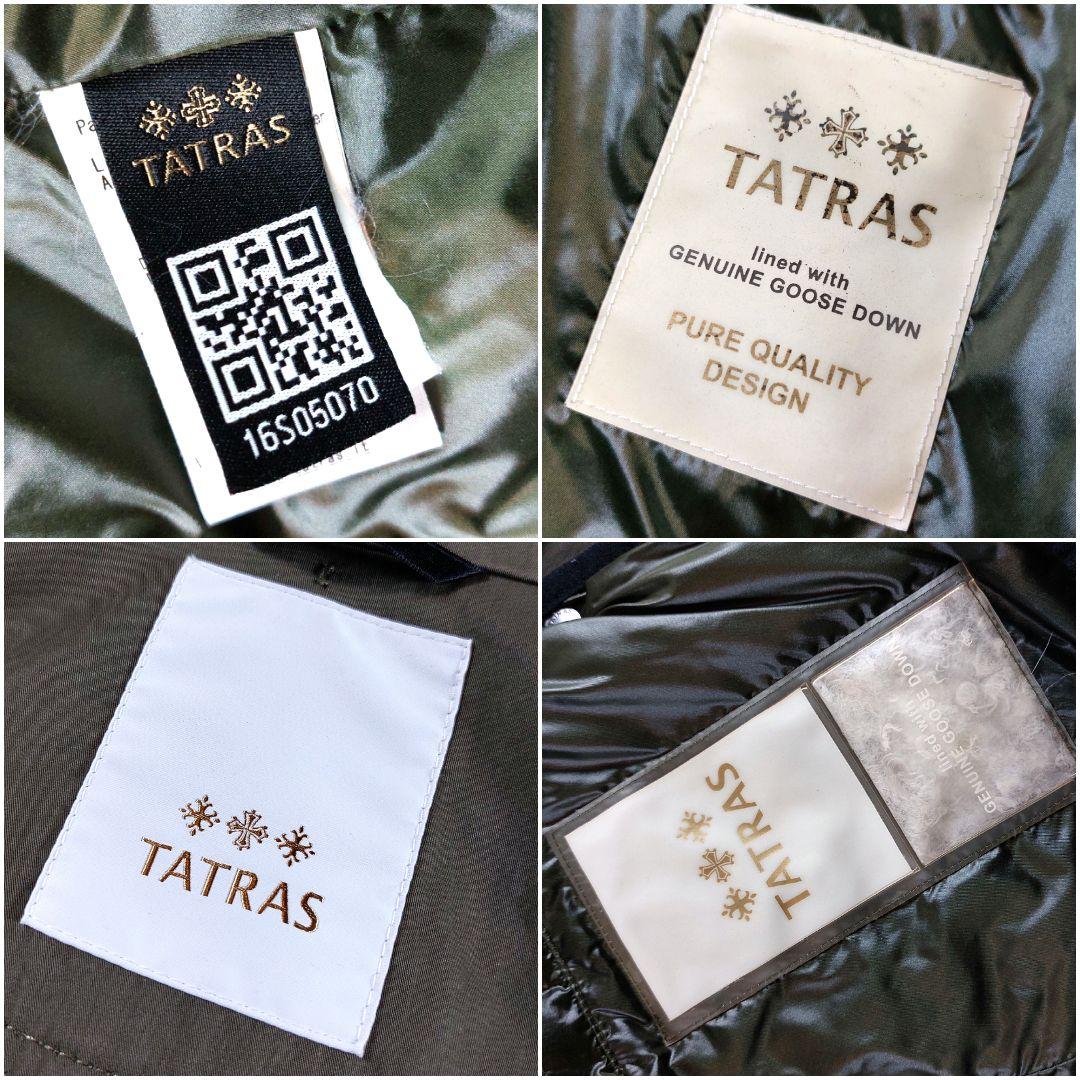 TATRAS
16S05070
TATRAS
lined with
GENUINE GOOSE DOWN
PURE QUALITY
DESIGN
TATRAS
TATRAS
lined with
GENUINE GOOSE DOWN